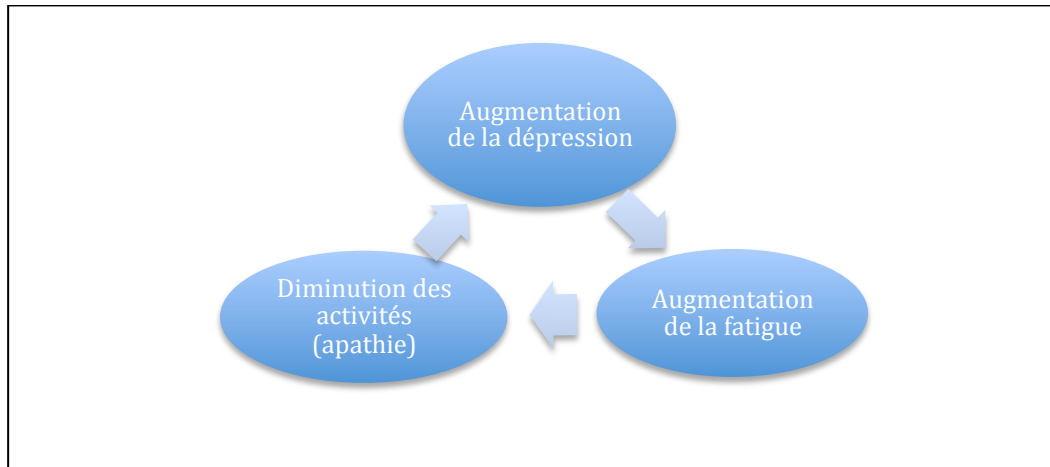 Augmentation
de la dépression
Augmentation
de la fatigue
Diminution des
activités
(apathie)